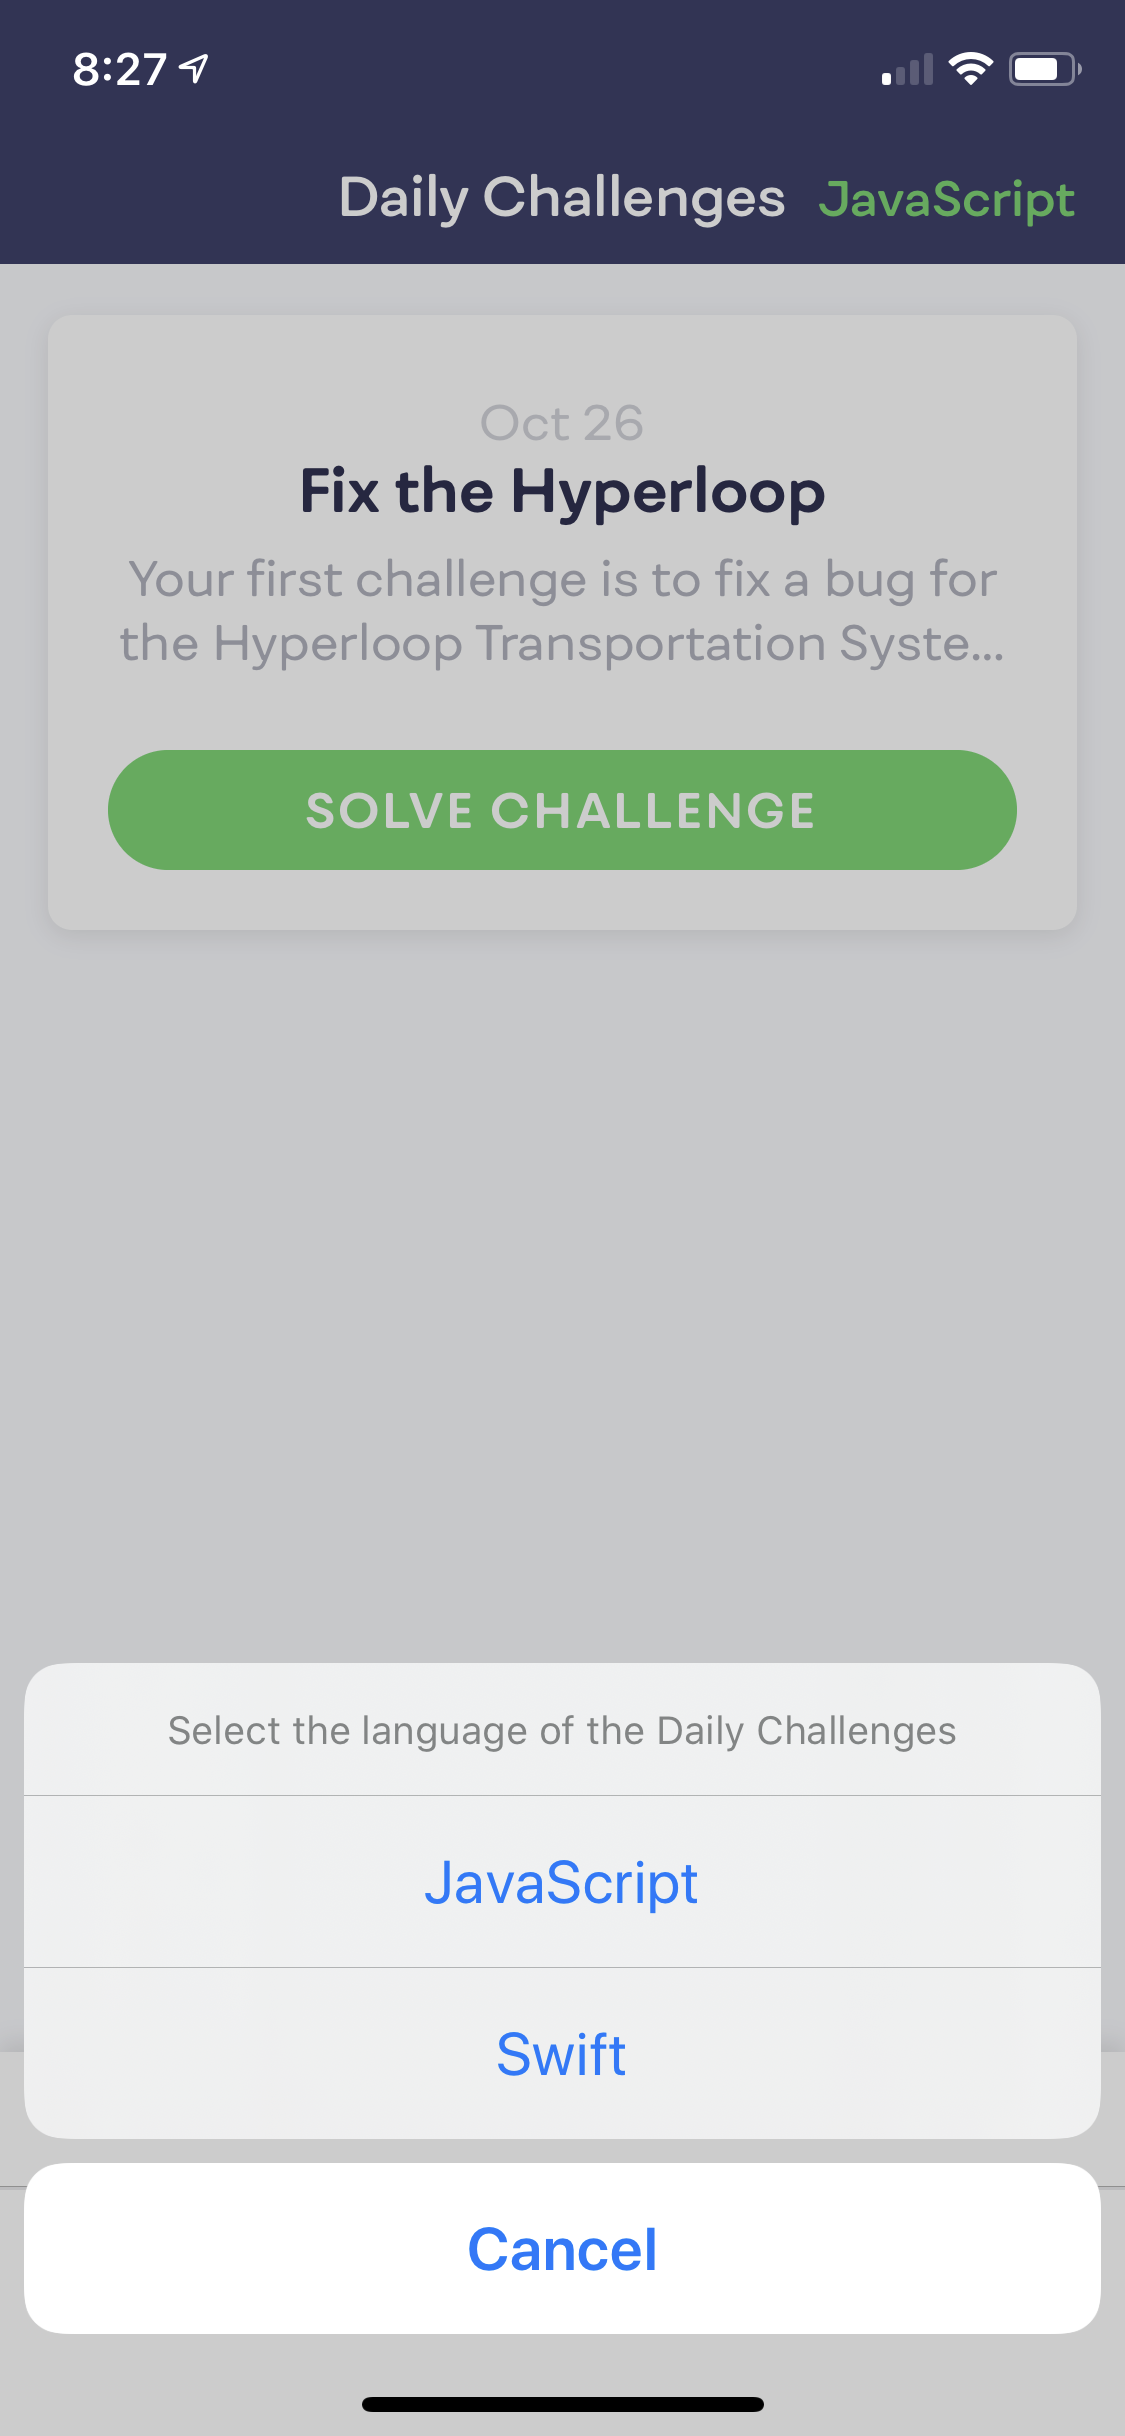 8:27
Daily Challenges JavaScript
Oct 26
Fix the Hyperloop
Your first challenge is to fix a bug for
the Hyperloop Transportation Syste...
SOLVE CHALLENGE
Select the language of the Daily Challenges
JavaScript
Swift
Cancel